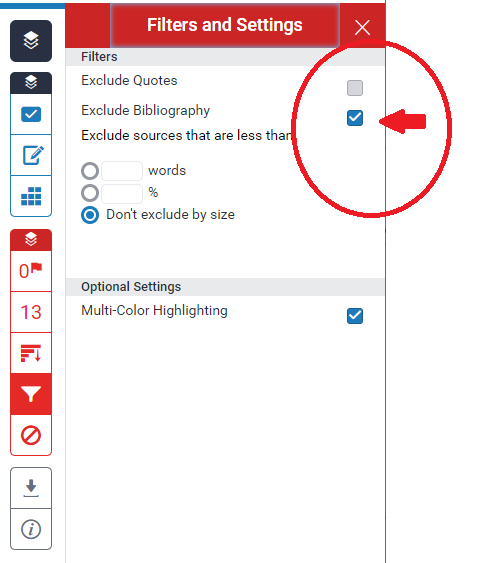 Filters and Settings
Filters
Exclude Quotes
Exclude Bibliography
Exclude sources that are less than
words
%
Don't exclude by size
0
13
Optional Settings
Multi-Color Highlighting